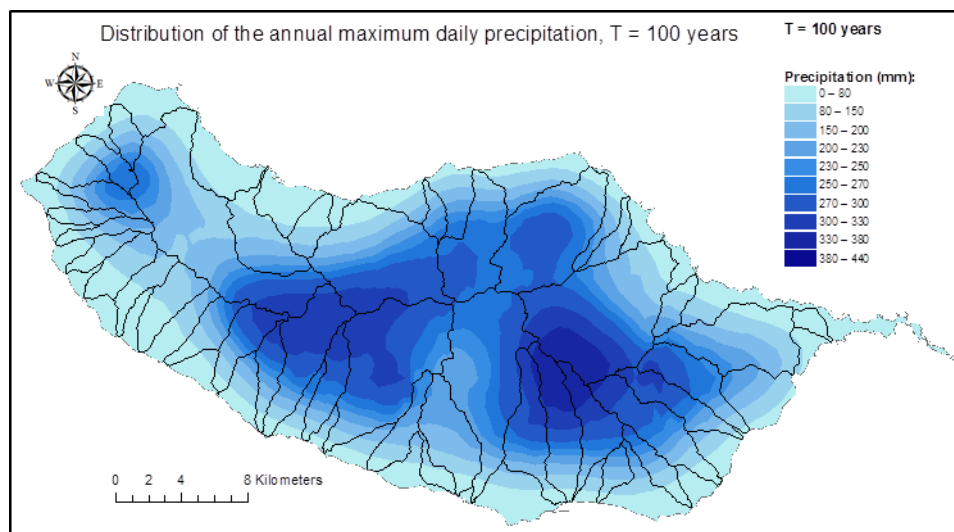 Distribution of the annual maximum daily precipitation, T = 100 years
T = 100 years
N
W E
S
Precipitation (mm):
0 – 80
80 – 150
150 – 200
200 – 230
230 – 250
250 – 270
270 – 300
300 – 330
330 – 380
380 – 440
0 2 4 8 Kilometers